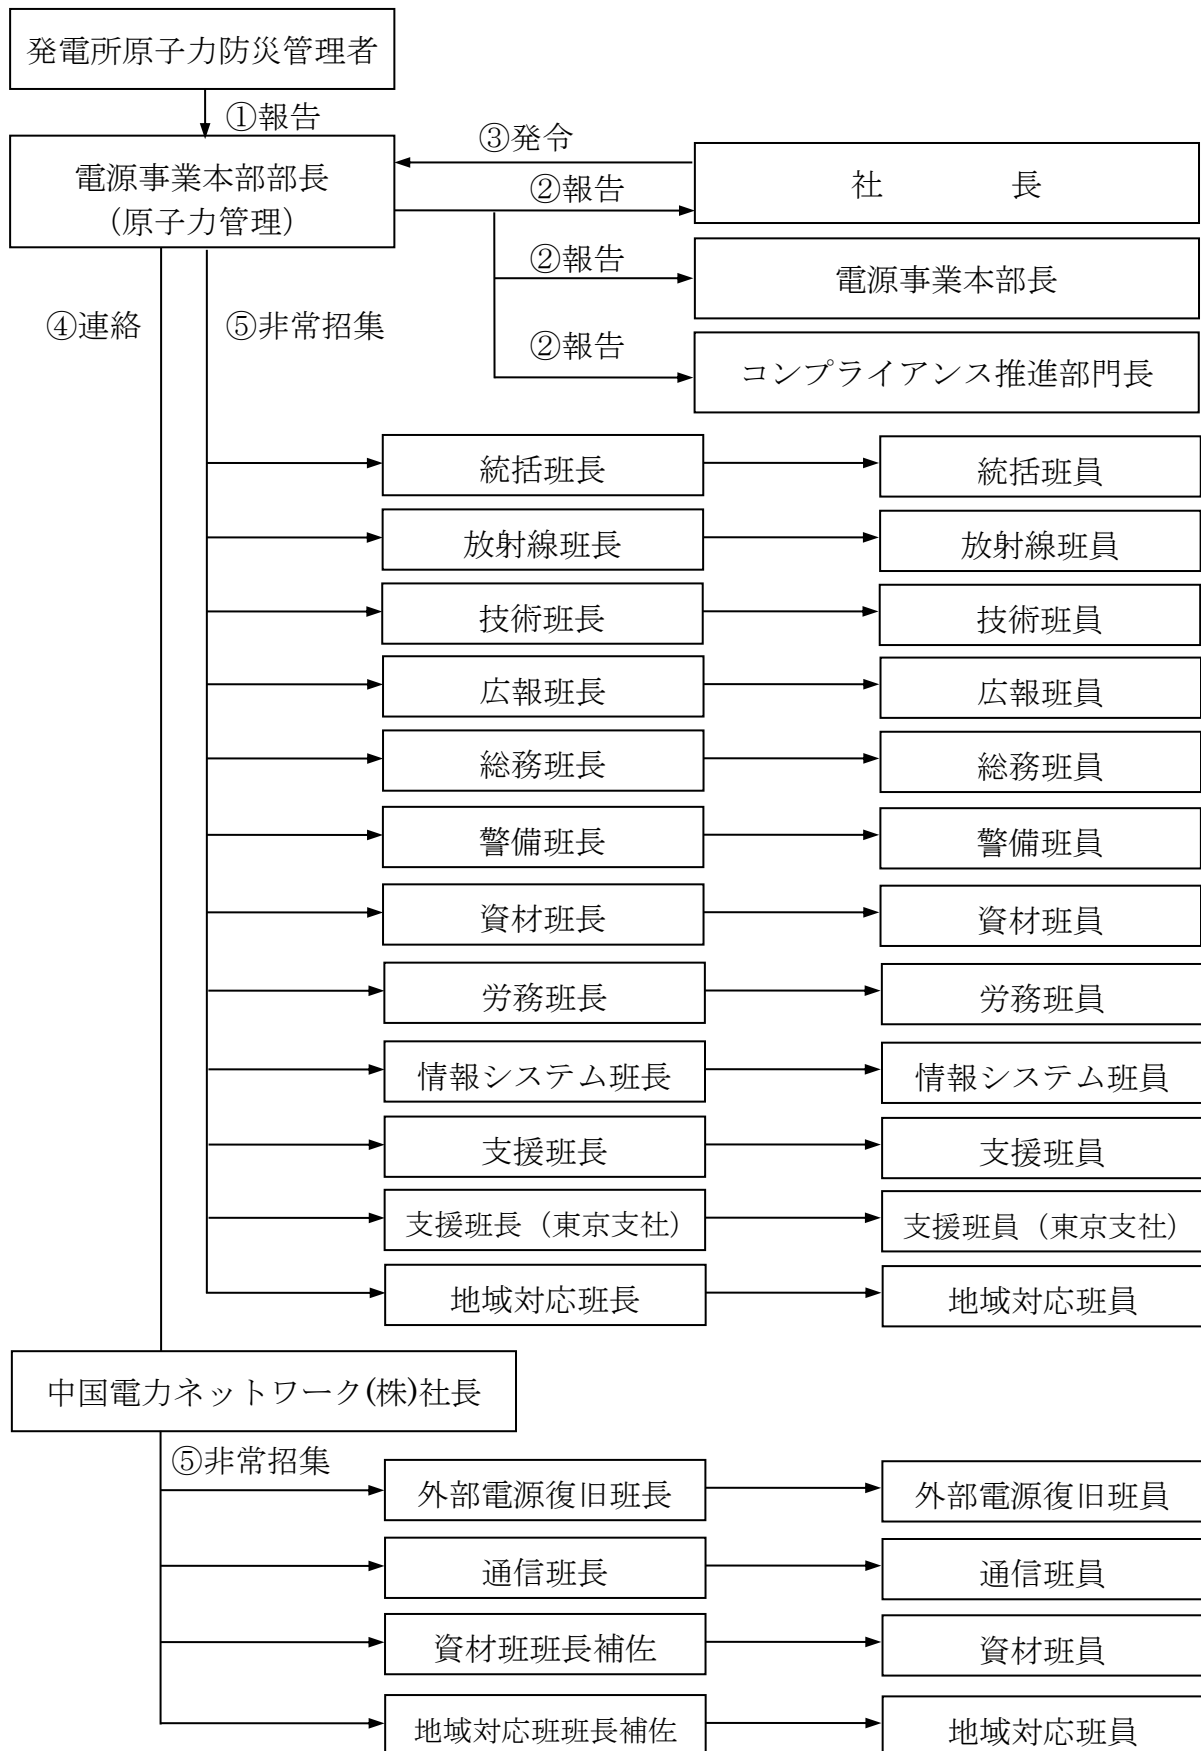 発電所原子力防災管理者
①報告
電源事業本部部長
(原子力管理)
③発令
②報告
社　　　　長
②報告
電源事業本部長
②報告
コンプライアンス推進部門長
④連絡
⑤非常招集
統括班長
統括班員
放射線班長
放射線班員
技術班長
技術班員
広報班長
広報班員
総務班長
総務班員
警備班長
警備班員
資材班長
資材班員
労務班長
労務班員
情報システム班長
情報システム班員
支援班長
支援班員
支援班長（東京支社）
支援班員（東京支社）
地域対応班長
地域対応班員
中国電力ネットワーク(株)社長
⑤非常招集
外部電源復旧班長
外部電源復旧班員
通信班長
通信班員
資材班班長補佐
資材班員
地域対応班班長補佐
地域対応班員